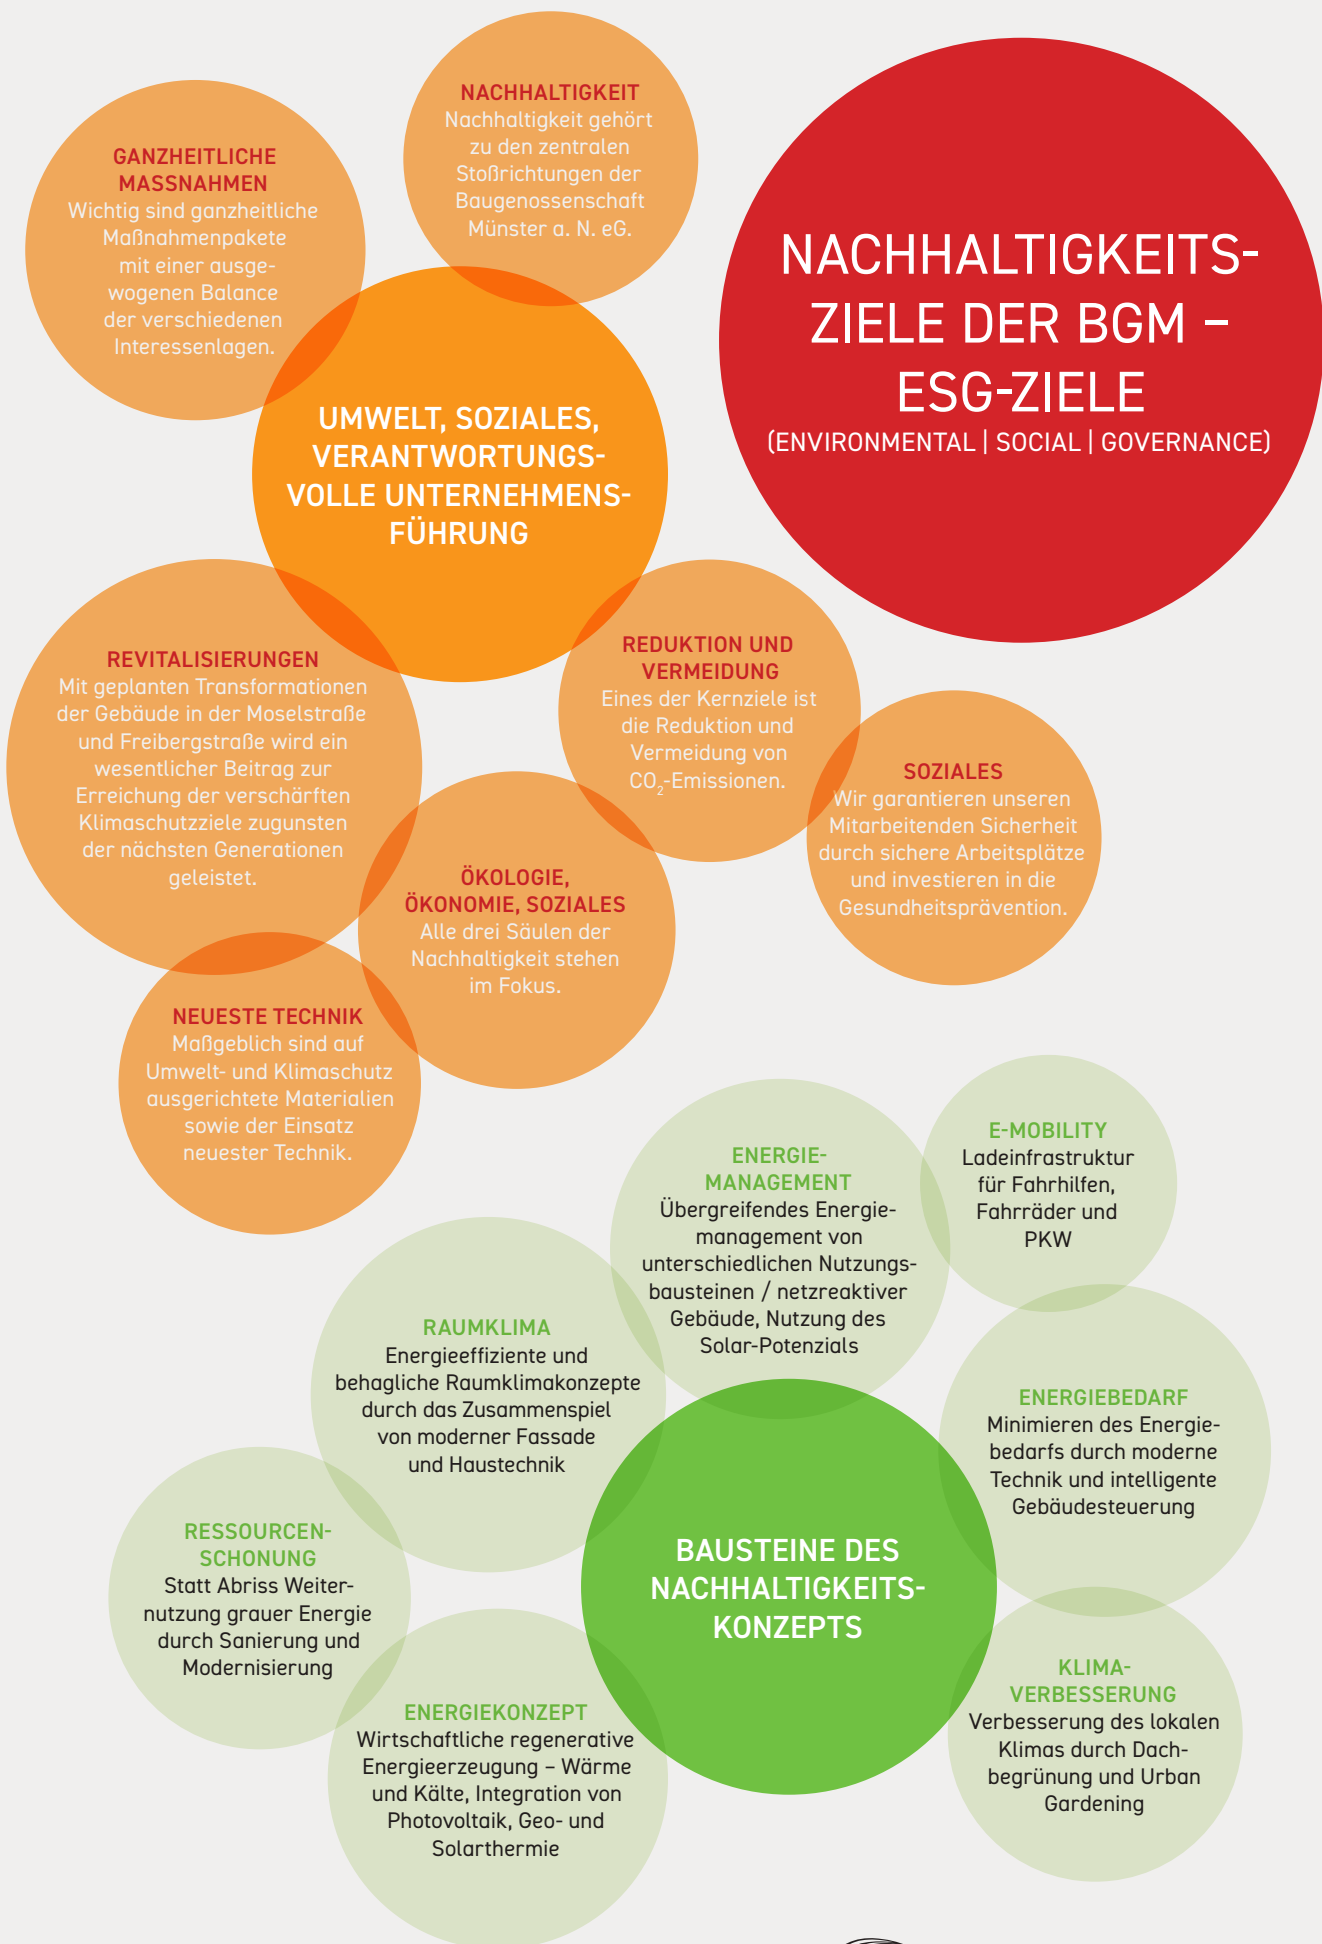 NACHHALTIGKEITS-
ZIELE DER BGM –
ESG-ZIELE
(ENVIRONMENTAL | SOCIAL | GOVERNANCE)
NACHHALTIGKEIT
Nachhaltigkeit gehört
zu den zentralen
Stoßrichtungen der
Baugenossenschaft
Münster a. N. eG.
GANZHEITLICHE
MASSNAHMEN
Wichtig sind ganzheitliche
Maßnahmenpakete
mit einer ausge-
wogenen Balance
der verschiedenen
Interessenlagen.
UMWELT, SOZIALES,
VERANTWORTUNGS-
VOLLE UNTERNEHMENS-
FÜHRUNG
REVITALISIERUNGEN
Mit geplanten Transformationen
der Gebäude in der Moselstraße
und Freibergstraße wird ein
wesentlicher Beitrag zur
Erreichung der verschärften
Klimaschutzziele zugunsten
der nächsten Generationen
geleistet.
REDUKTION UND
VERMEIDUNG
Eines der Kernziele ist
die Reduktion und
Vermeidung von
CO₂-Emissionen.
SOZIALES
Wir garantieren unseren
Mitarbeitenden Sicherheit
durch sichere Arbeitsplätze
und investieren in die
Gesundheitsprävention.
ÖKOLOGIE,
ÖKONOMIE, SOZIALES
Alle drei Säulen der
Nachhaltigkeit stehen
im Fokus.
NEUESTE TECHNIK
Maßgeblich sind auf
Umwelt- und Klimaschutz
ausgerichtete Materialien
sowie der Einsatz
neuester Technik.
E-MOBILITY
Ladeinfrastruktur
für Fahrhilfen,
Fahrräder und
PKW
ENERGIE-
MANAGEMENT
Übergreifendes Energie-
management von
unterschiedlichen Nutzungs-
bausteinen / netzreaktiver
Gebäude, Nutzung des
Solar-Potenzials
RAUMKLIMA
Energieeffiziente und
behagliche Raumklimakonzepte
durch das Zusammenspiel
von moderner Fassade
und Haustechnik
ENERGIEBEDARF
Minimieren des Energie-
bedarfs durch moderne
Technik und intelligente
Gebäudesteuerung
RESSOURCEN-
SCHONUNG
Statt Abriss Weiter-
nutzung grauer Energie
durch Sanierung und
Modernisierung
BAUSTEINE DES
NACHHALTIGKEITS-
KONZEPTS
KLIMA-
VERBESSERUNG
Verbesserung des lokalen
Klimas durch Dach-
begrünung und Urban
Gardening
ENERGIEKONZEPT
Wirtschaftliche regenerative
Energieerzeugung – Wärme
und Kälte, Integration von
Photovoltaik, Geo- und
Solarthermie